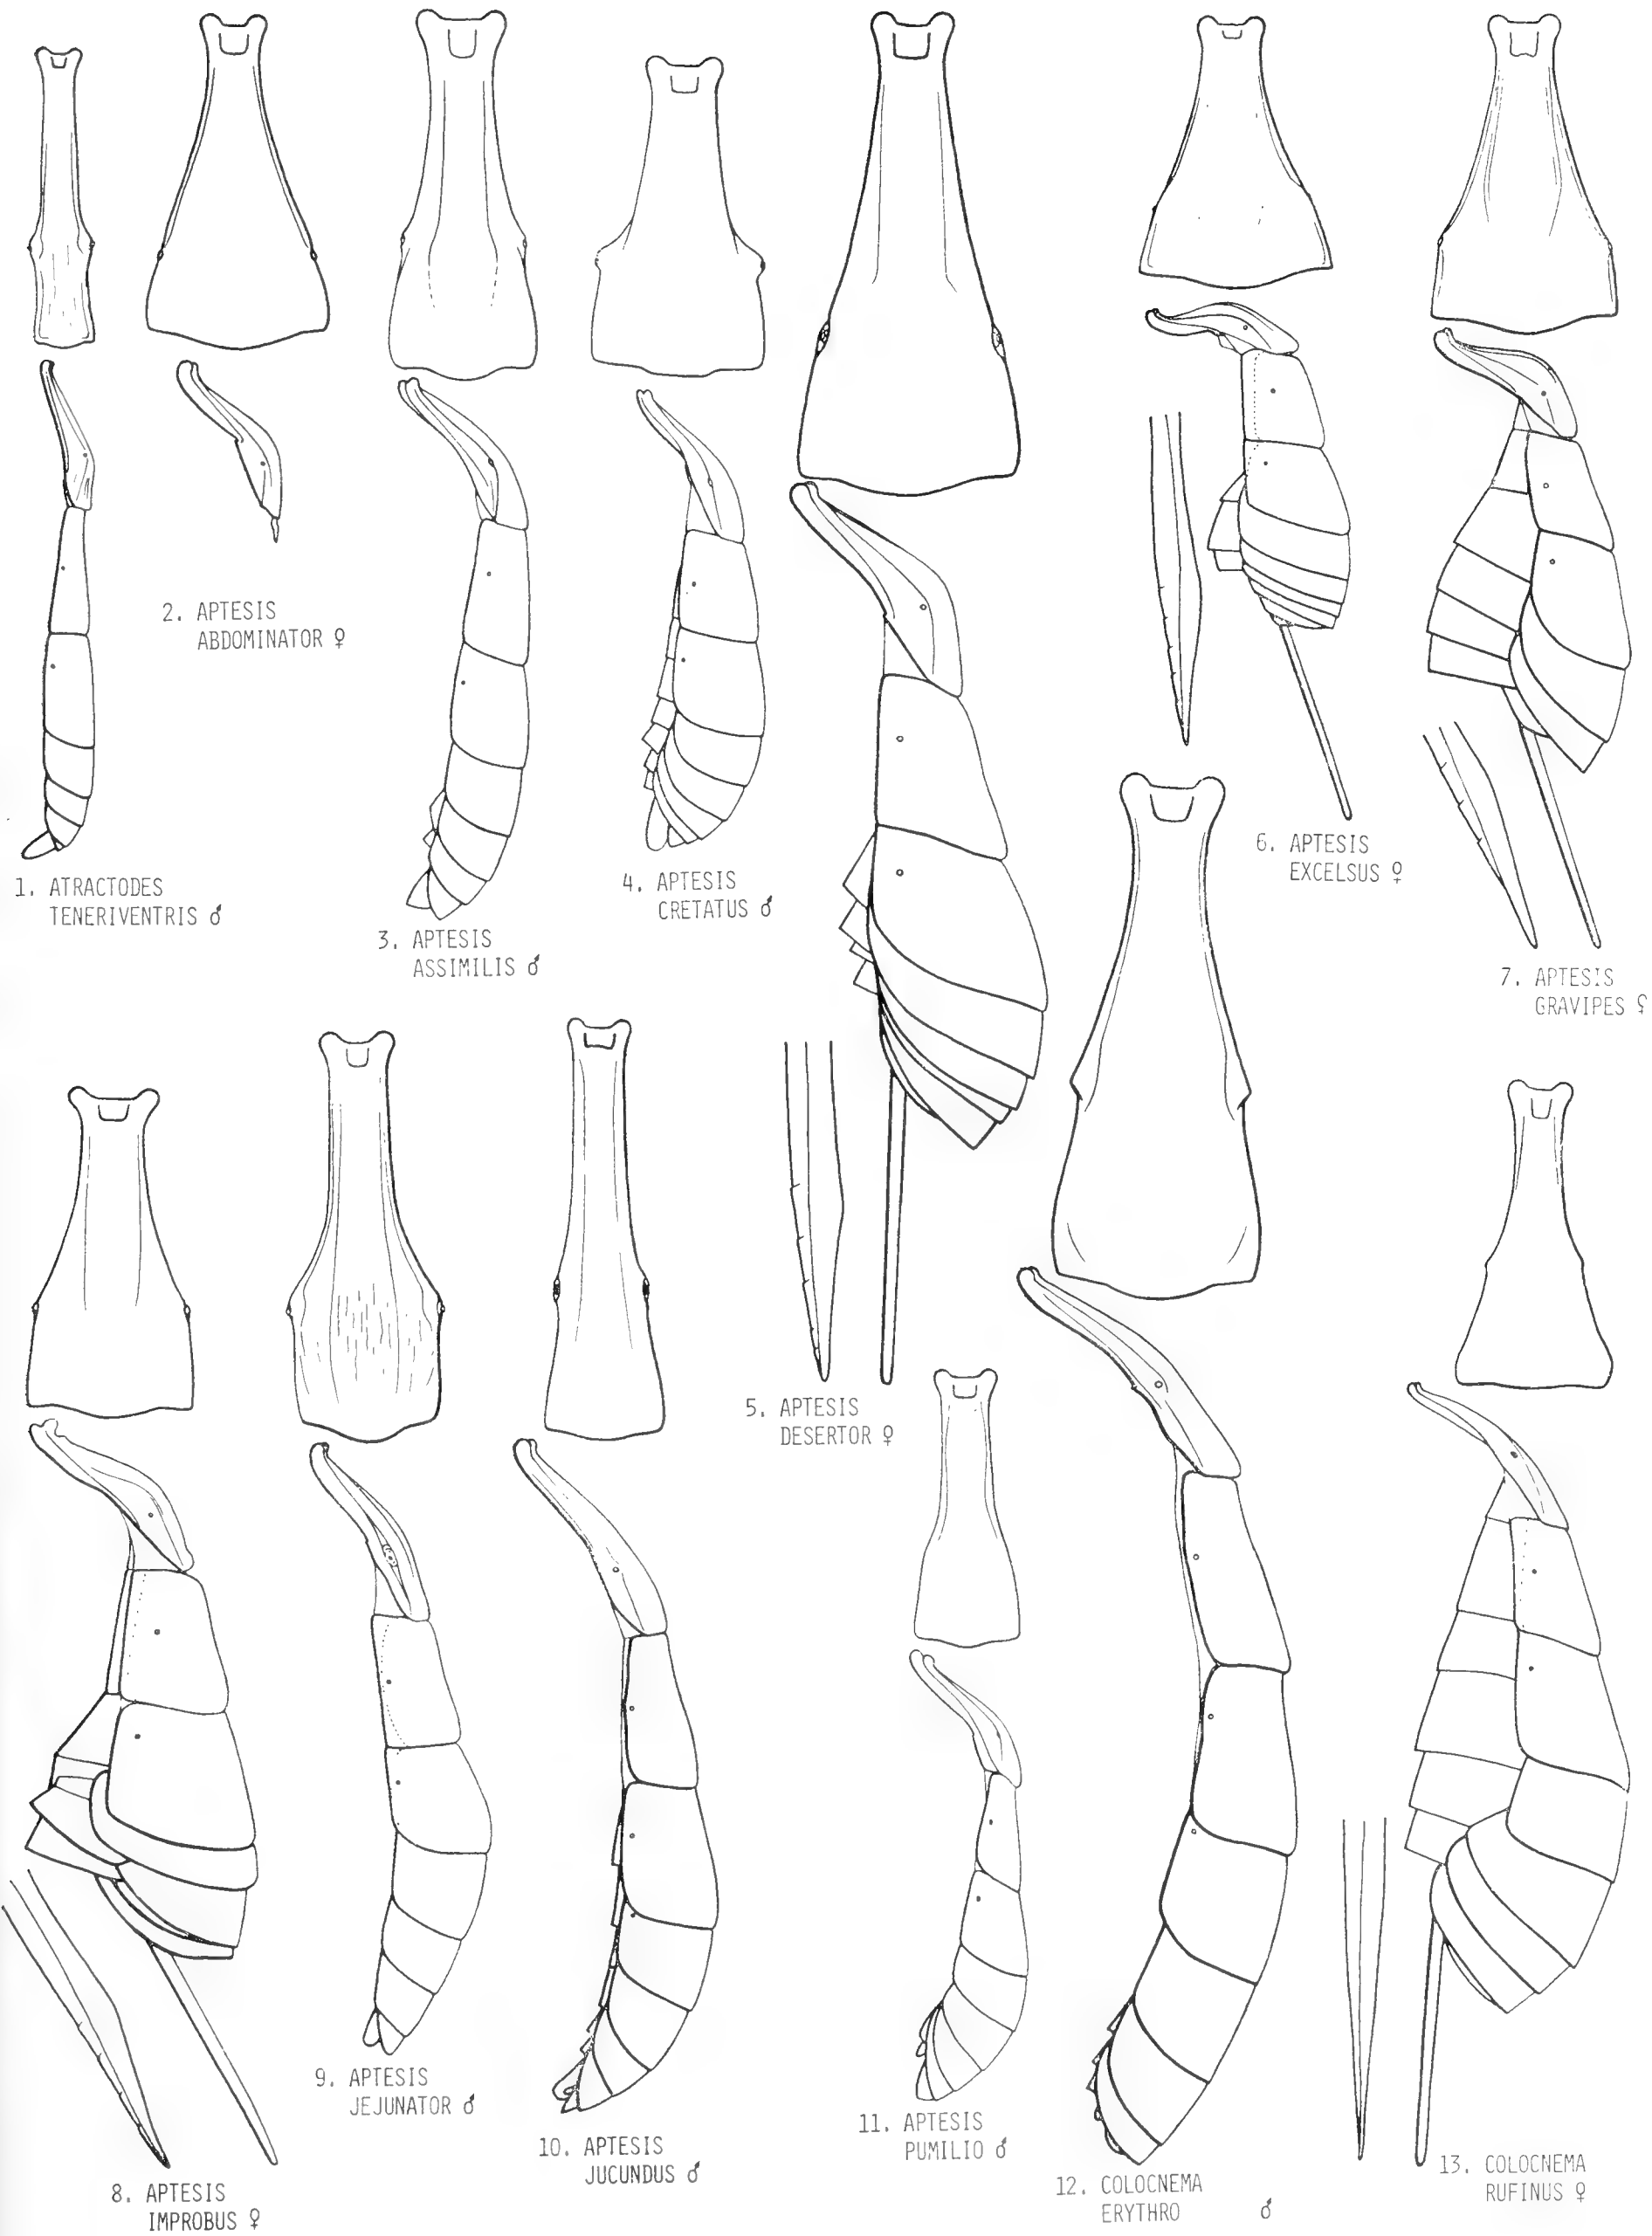 1. ATRACTODES
TENERIVENTRIS ♂
2. APTESIS
ABDOMINATOR ♀
3. APTESIS
ASSIMILIS ♂
4. APTESIS
CRETATUS ♂
5. APTESIS
DESERTOR ♀
6. APTESIS
EXCELSUS ♀
7. APTESIS
GRAVIPES ♀
8. APTESIS
IMPROBUS ♀
9. APTESIS
JEJUNATOR ♂
10. APTESIS
JUCUNDUS ♂
11. APTESIS
PUMILIO ♂
12. COLOCNEMA
ERYTHRO ♂
13. COLOCNEMA
RUFINUS ♀